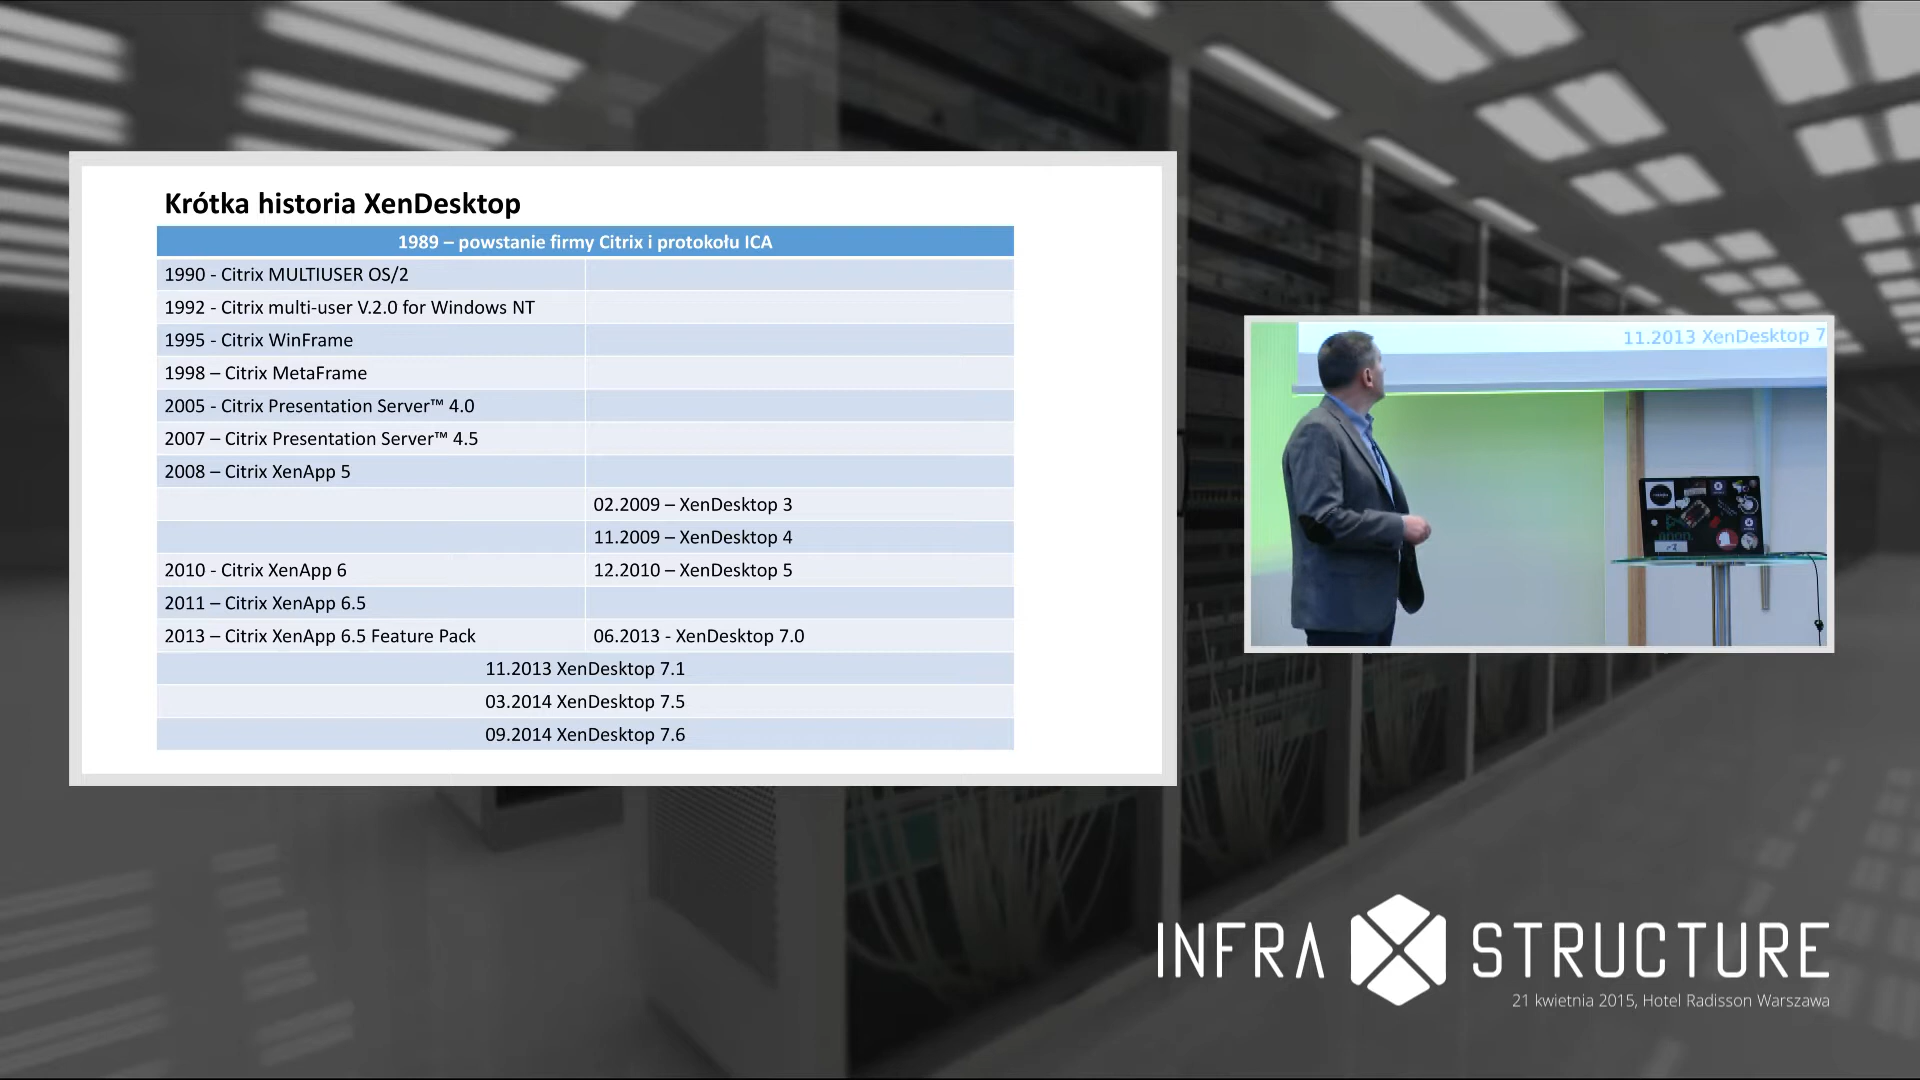 Krótka historia XenDesktop
1989 – powstanie firmy Citrix i protokołu ICA
1990 - Citrix MULTIUSER OS/2
1992 - Citrix multi-user V.2.0 for Windows NT
1995 - Citrix WinFrame
1998 – Citrix MetaFrame
2005 - Citrix Presentation Server™ 4.0
2007 – Citrix Presentation Server™ 4.5
2008 – Citrix XenApp 5
02.2009 – XenDesktop 3
11.2009 – XenDesktop 4
2010 - Citrix XenApp 6 12.2010 – XenDesktop 5
2011 – Citrix XenApp 6.5
2013 – Citrix XenApp 6.5 Feature Pack 06.2013 - XenDesktop 7.0
11.2013 XenDesktop 7.1
03.2014 XenDesktop 7.5
09.2014 XenDesktop 7.6
11.2013 XenDesktop 7
INFRA STRUCTURE
21 kwietnia 2015, Hotel Radisson Warszawa